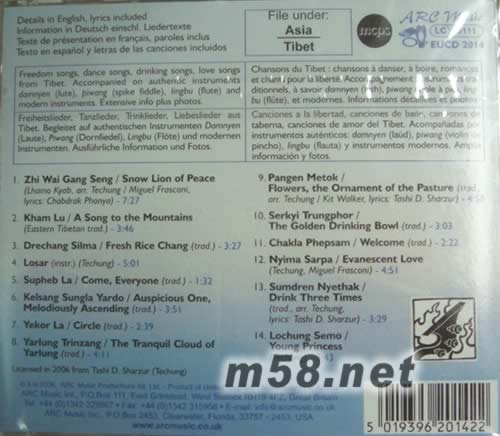 Details in English, lyrics included
Information in Deutsch einschl. Liedertexte
Texte de présentation en français, paroles inclus
Texto en español y letras de las canciones incluidos
File under:
Asia
Tibet
mcps
ARC Music
LC
EUCD 2014
Freedom songs, dance songs, drinking songs, love songs
from Tibet. Accompanied on authentic instruments
domnyen (lute), piwang (spike fiddle), lingbu (flute) and
modern instruments. Extensive info plus photos.
Chansons du Tibet : chansons à danser, à boire, romances
et chants pour la liberté. Accompagnement
ditionnels, à savoir domnyen
bu (flûte), et modernes. Informations détaillées et photos.
Freiheitslieder, Tanzlieder, Trinklieder, Liebeslieder aus
Tibet. Begleitet auf authentischen Instrumenten Domnyen
(Laute), Piwang (Dornfiedel), Lingbu (Flöte) und modernen
Instrumenten. Ausführliche Information und Fotos.
Canciones a la libertad, canciones de baile, canciones de
taberna, canciones de amor del Tibet. Acompañadas por
instrumentos auténticos: domnyen (laúd), piwang (violín de
pincho), lingbu (flauta) y instrumentos modernos. Amplia
información y fotos.
1. Zhi Wai Gang Seng / Snow Lion of Peace
(Lhamo Kyab, arr. Techung / Miguel Frasconi,
lyrics: Chabdrak Phonya) - 7:27
2. Kham Lu / A Song to the Mountains
(Eastern Tibetan trad.) - 3:46
3. Drechang Silma / Fresh Rice Chang (trad.) - 3:27
4. Losar (instr.) (Techung) - 5:01
5. Supheb La / Come, Everyone (trad.) - 1:32
6. Kelsang Sungla Yardo / Auspicious One,
Melodiously Ascending (trad.) - 3:51
7. Yekor La / Circle (trad.) - 2:39
8. Yarlung Trinzang / The Tranquil Cloud of
Yarlung (trad.) - 4:11
9. Pangen Metok /
Flowers, the Ornament of the Pasture (trad.,
arr. Techung / Kit Walker, lyrics: Tashi D. Sharzur)
10. Serkyi Trungphor /
The Golden Drinking Bowl (trad.) - 3:03
11. Chakla Phepsam / Welcome (trad.) - 2:22
12. Nyima Sarpa / Evanescent Love
(Techung, Miguel Frasconi) - 4:51
13. Sumdren Nyethak /
Drink Three Times
(trad., arr. Techung,
lyrics: Tashi D. Sharzur) - 3:29
14. Lochung Semo /
Young Princess
Licensed in 2006 from Tashi D. Sharzur (Techung)
m58.net
www.arcmusic.co.uk
5 019396 201422